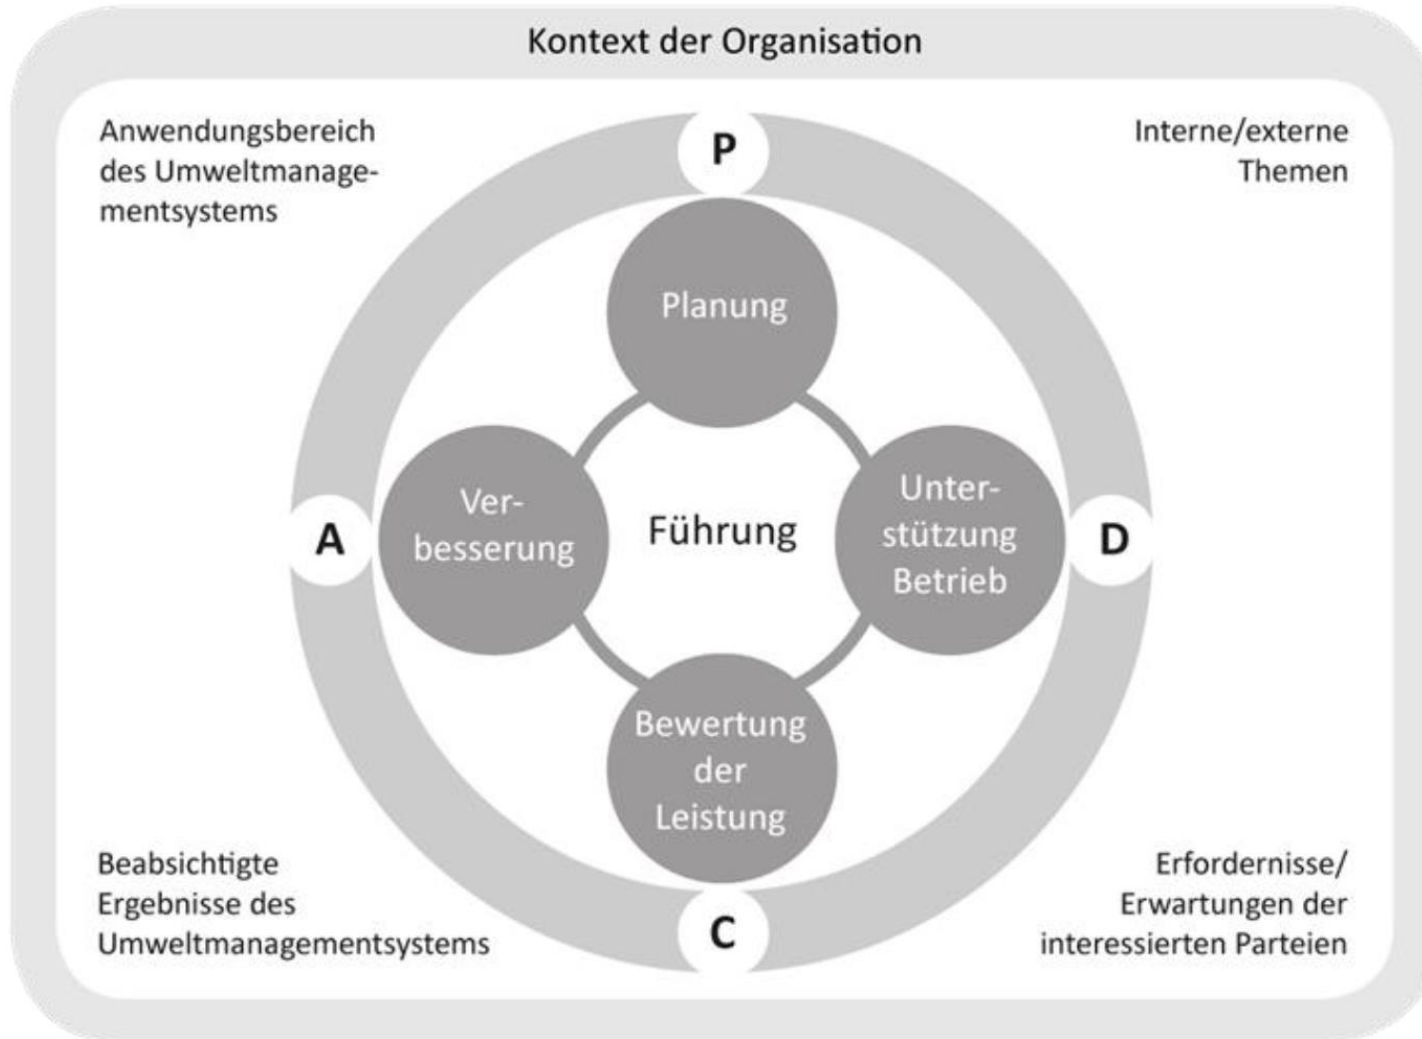 Kontext der Organisation
Anwendungsbereich
des Umweltmanage-
mentsystems
Interne/externe
Themen
P
Planung
A
Ver-
besserung
Führung
Unter-
stützung
Betrieb
D
Bewertung
der
Leistung
C
Beabsichtigte
Ergebnisse des
Umweltmanagementsystems
Erfordernisse/
Erwartungen der
interessierten Parteien